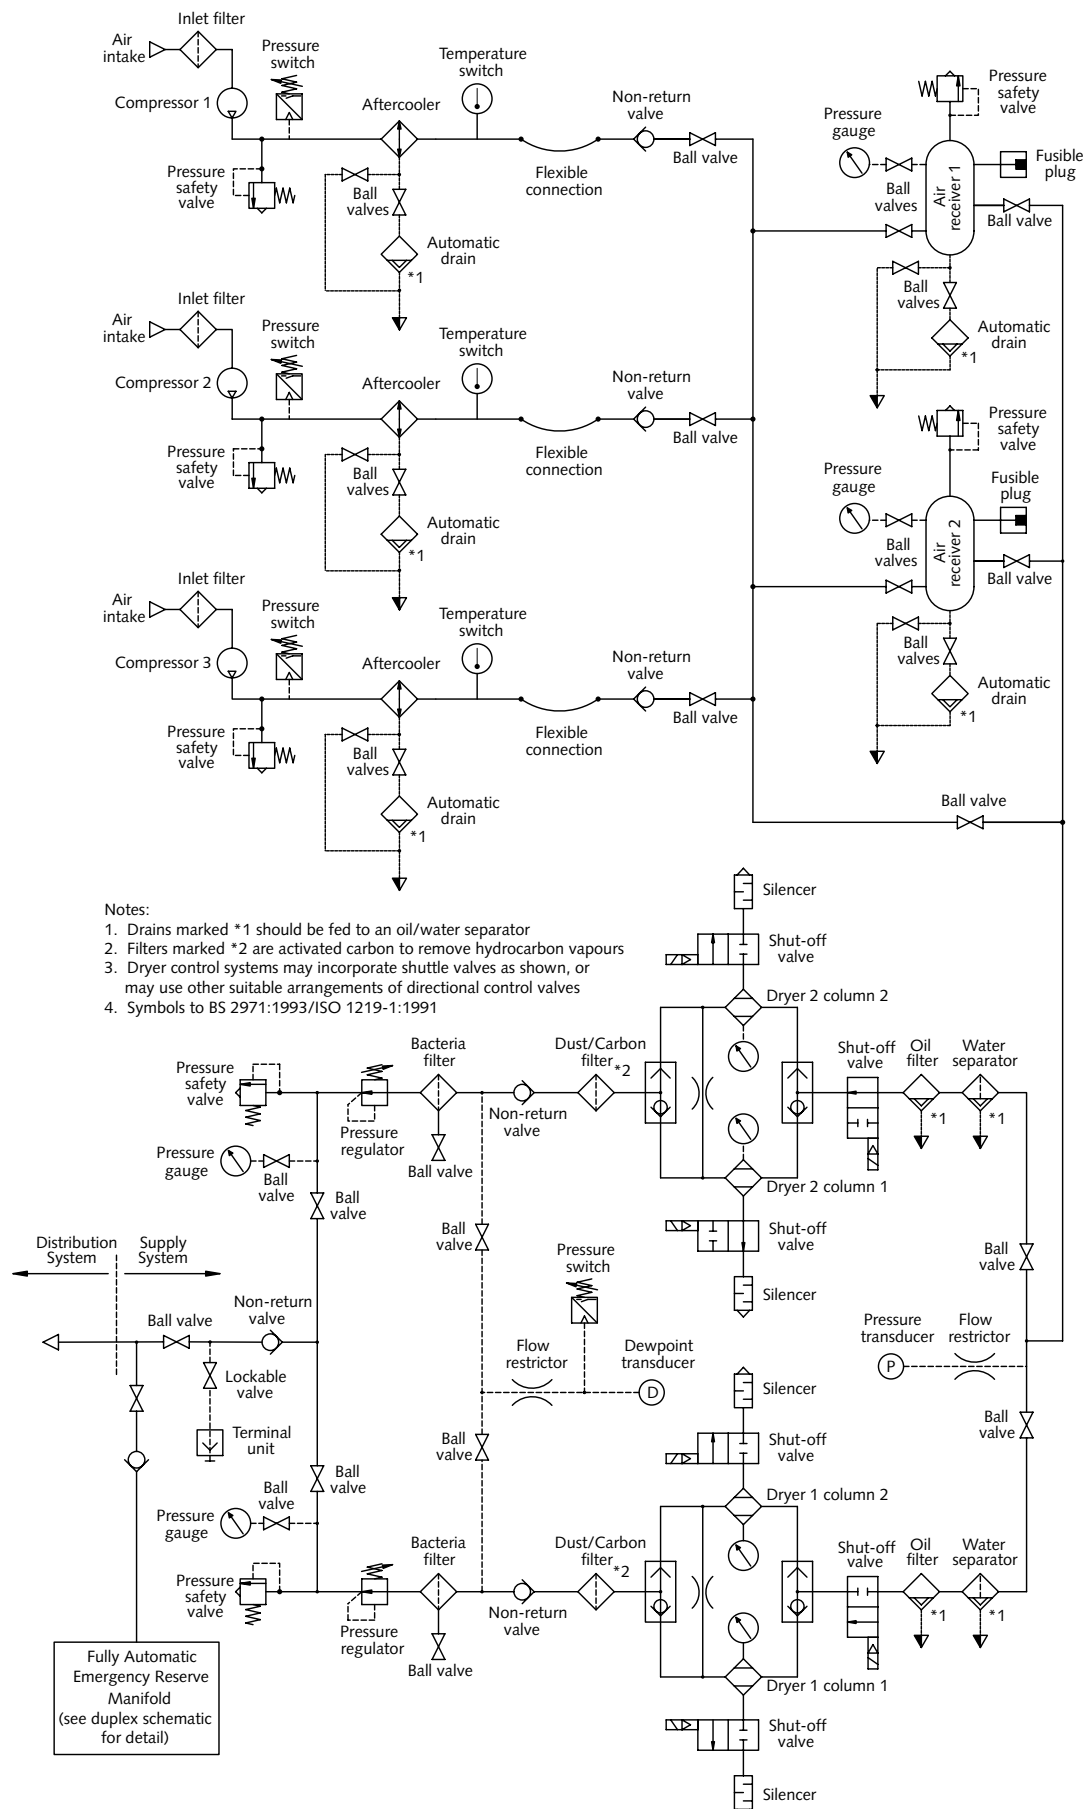 Inlet filter
Air
intake
Pressure
switch
Compressor 1
Pressure
safety
valve
Aftercooler
Ball
valves
Automatic
drain
*1
Temperature
switch
Flexible
connection
Non-return
valve
Ball valve
Inlet filter
Air
intake
Pressure
switch
Compressor 2
Pressure
safety
valve
Aftercooler
Ball
valves
Automatic
drain
*1
Temperature
switch
Flexible
connection
Non-return
valve
Ball valve
Inlet filter
Air
intake
Pressure
switch
Compressor 3
Pressure
safety
valve
Aftercooler
Ball
valves
Automatic
drain
*1
Temperature
switch
Flexible
connection
Non-return
valve
Ball valve
Pressure
safety
valve
Pressure
gauge
Fusible
plug
Ball
valves
Air
receiver 1
Ball valve
Ball
valves
Automatic
drain
*1
Pressure
safety
valve
Pressure
gauge
Fusible
plug
Ball
valves
Air
receiver 2
Ball valve
Ball
valves
Automatic
drain
*1
Ball valve
Notes:
1. Drains marked *1 should be fed to an oil/water separator
2. Filters marked *2 are activated carbon to remove hydrocarbon vapours
3. Dryer control systems may incorporate shuttle valves as shown, or
may use other suitable arrangements of directional control valves
4. Symbols to BS 2971:1993/ISO 1219-1:1991
Silencer
Shut-off
valve
Dryer 2 column 2
Pressure
safety
valve
Pressure
regulator
Bacteria
filter
Ball valve
Non-return
valve
Dust/Carbon
filter
*2
Shut-off
valve
Oil
filter
*1
Water
separator
*1
Pressure
gauge
Ball
valve
Ball
valve
Dryer 2 column 1
Shut-off
valve
Silencer
Ball
valve
Ball
valve
Distribution
System
Supply
System
Ball valve
Non-return
valve
Lockable
valve
Terminal
unit
Pressure
switch
Flow
restrictor
Dewpoint
transducer
D
Pressure
transducer
P
Flow
restrictor
Ball
valve
Ball
valve
Silencer
Shut-off
valve
Dryer 1 column 2
Ball
valve
Ball
valve
Pressure
gauge
Pressure
safety
valve
Pressure
regulator
Bacteria
filter
Ball valve
Non-return
valve
Dust/Carbon
filter
*2
Shut-off
valve
Oil
filter
*1
Water
separator
*1
Dryer 1 column 1
Shut-off
valve
Silencer
Fully Automatic
Emergency Reserve
Manifold
(see duplex schematic
for detail)